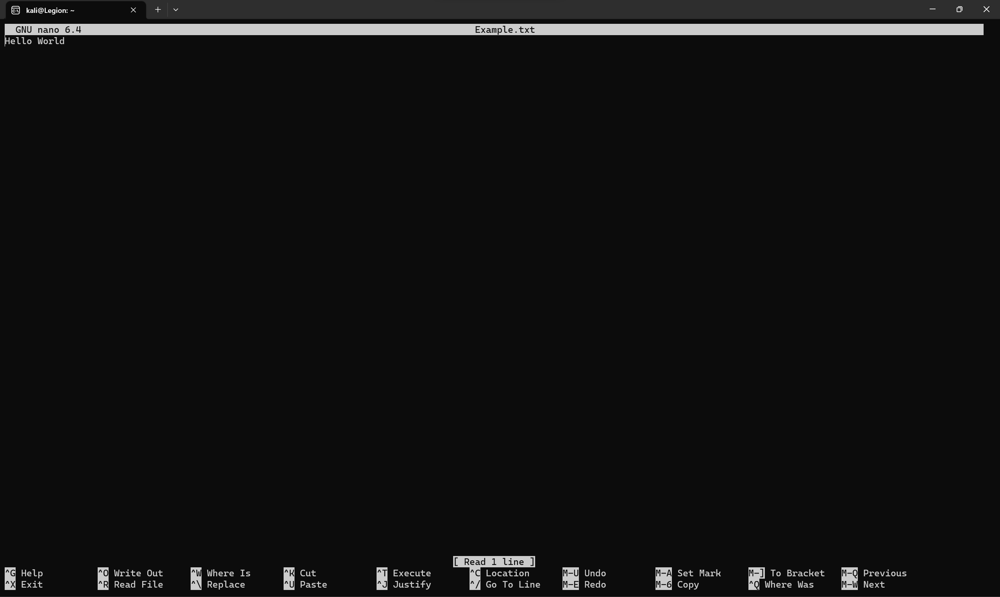 kali@Legion: ~
GNU nano 6.4 Example.txt
Hello World
[ Read 1 line ]
^G Help ^O Write Out ^W Where Is ^K Cut ^T Execute ^C Location M-U Undo M-A Set Mark M-] To Bracket M-Q Previous
^X Exit ^R Read File ^\ Replace ^U Paste ^J Justify ^/ Go To Line M-E Redo M-6 Copy ^Q Where Was M-W Next